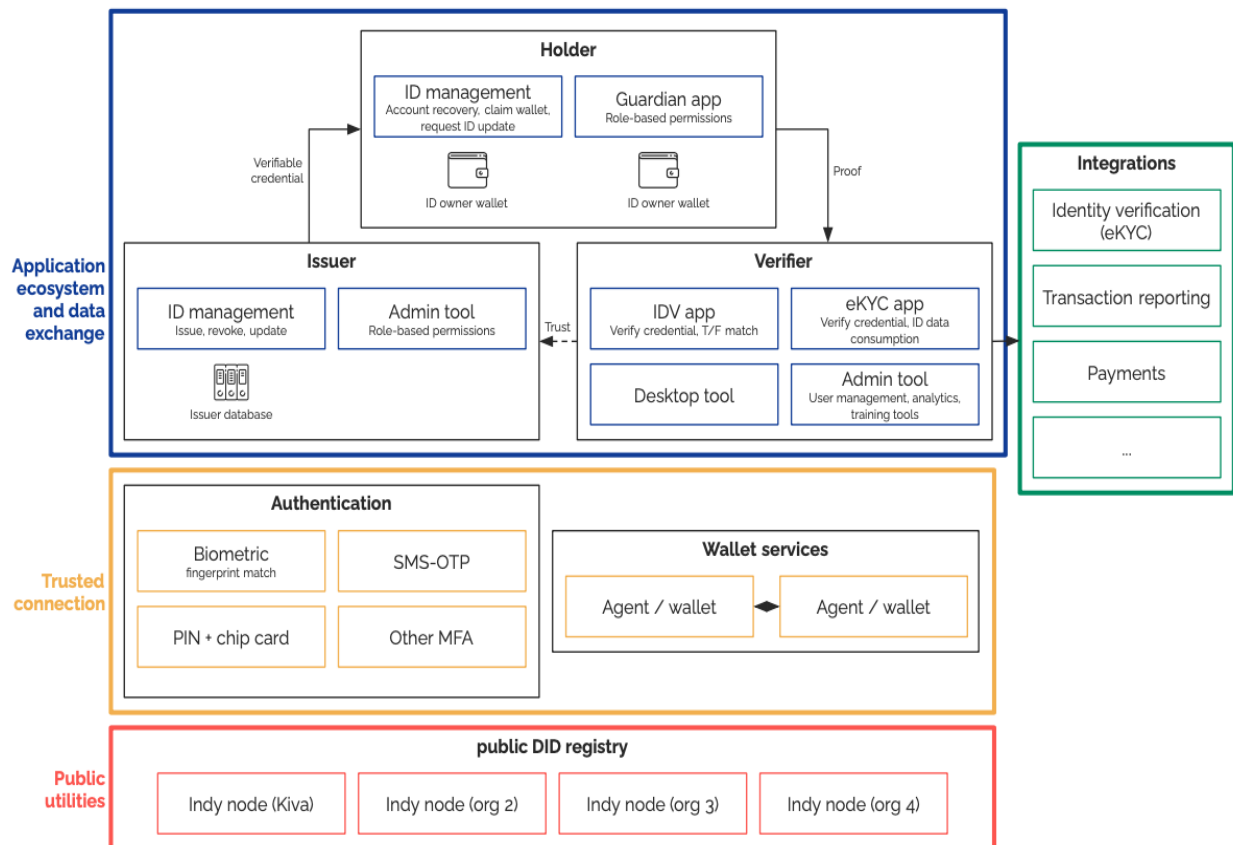 Holder
ID management
Account recovery, claim wallet,
request ID update
Guardian app
Role-based permissions
ID owner wallet
ID owner wallet
Verifiable
credential
Proof
Application
ecosystem
and data
exchange
Issuer
ID management
Issue, revoke, update
Admin tool
Role-based permissions
Issuer database
Trust
Verifier
IDV app
Verify credential, T/F match
eKYC app
Verify credential, ID data
consumption
Desktop tool
Admin tool
User management, analytics,
training tools
Integrations
Identity verification
(eKYC)
Transaction reporting
Payments
...
Trusted
connection
Authentication
Biometric
fingerprint match
SMS-OTP
PIN + chip card
Other MFA
Wallet services
Agent / wallet
Agent / wallet
Public
utilities
public DID registry
Indy node (Kiva)
Indy node (org 2)
Indy node (org 3)
Indy node (org 4)